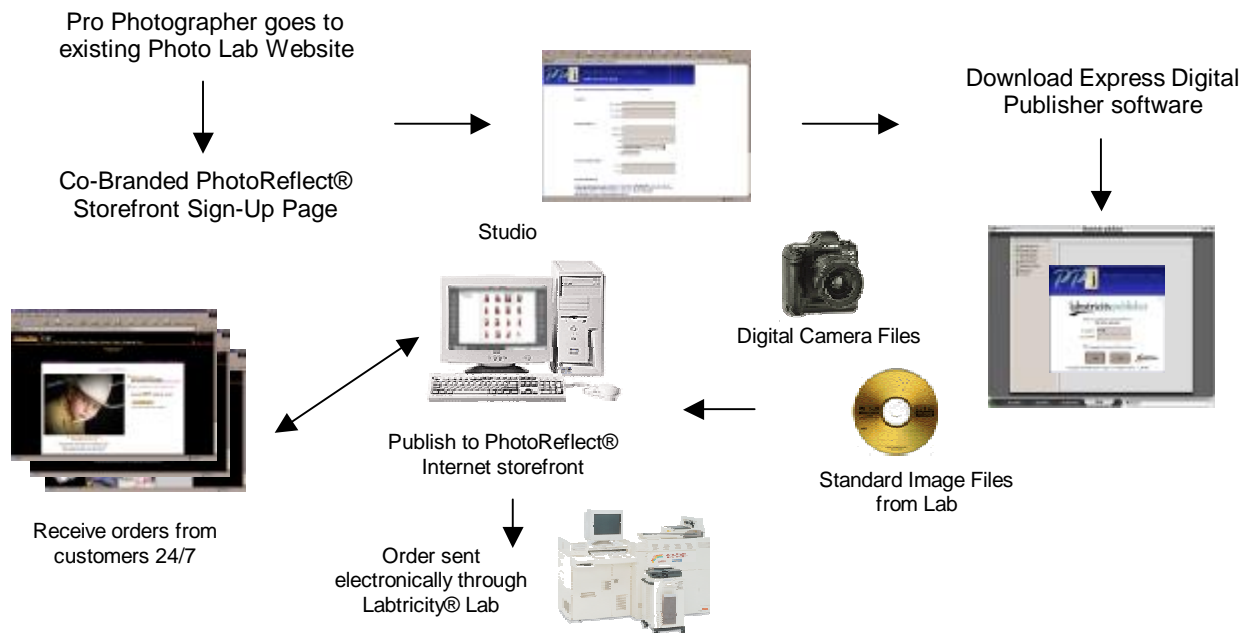 Pro Photographer goes to
existing Photo Lab Website
Co-Branded PhotoReflect®
Storefront Sign-Up Page
Download Express Digital
Publisher software
Studio
Digital Camera Files
Standard Image Files
from Lab
Publish to PhotoReflect®
Internet storefront
Receive orders from
customers 24/7
Order sent
electronically through
Labtricity® Lab